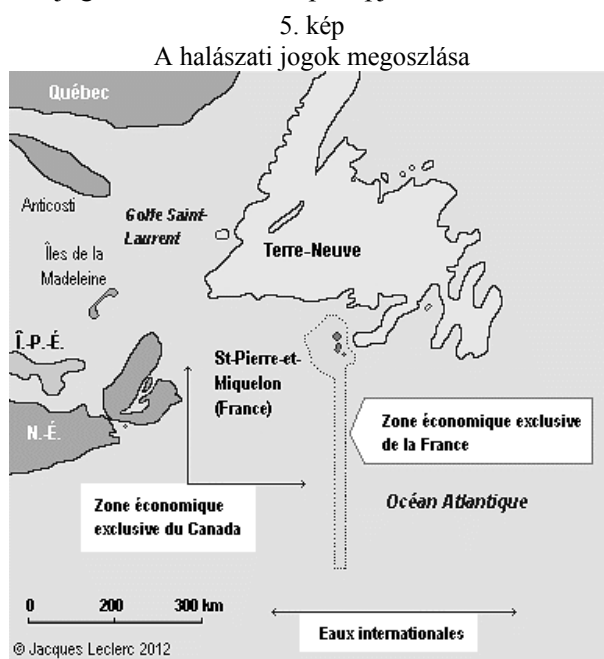 5. kép
A halászati jogok megoszlása
Québec
Anticosti
Golfe Saint-
Laurent
Terre-Neuve
Îles de la
Madeleine
Î.-P.-É.
St-Pierre-et-
Miquelon
(France)
N.-É.
Zone économique exclusive
de la France
Zone économique
exclusive du Canada
Océan Atlantique
0 200 300 km
Eaux internationales
© Jacques Leclerc 2012